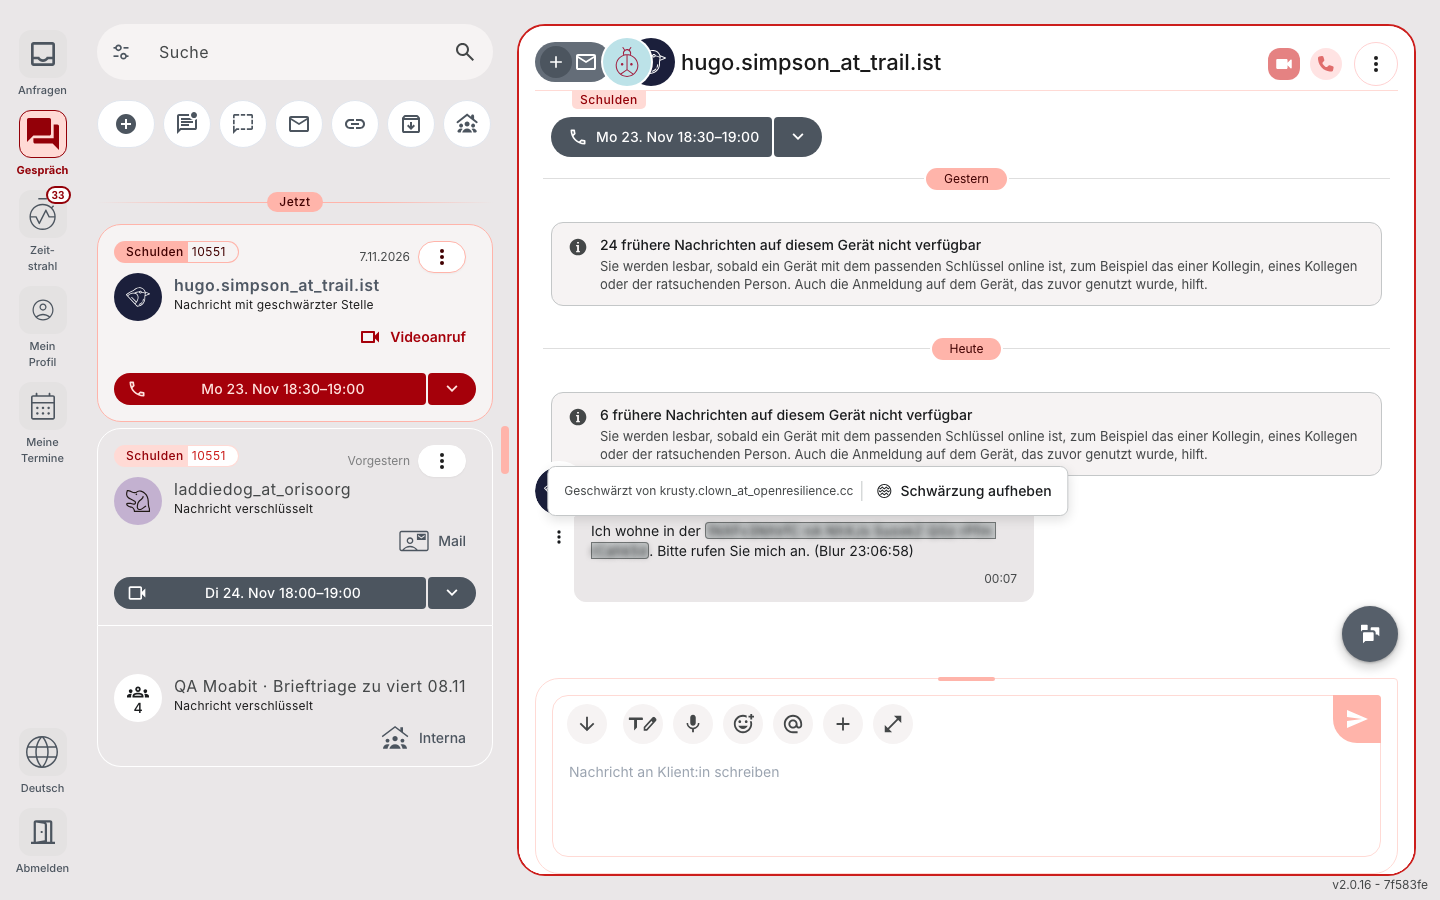 Anfragen
Gespräch
33
Zeit-
strahl
Mein
Profil
Meine
Termine
Deutsch
Abmelden
Suche
Jetzt
Schulden 10551
7.11.2026
hugo.simpson_at_trail.ist
Nachricht mit geschwärzter Stelle
Videoanruf
Mo 23. Nov 18:30–19:00
Schulden 10551
Vorgestern
laddiedog_at_orisoorg
Nachricht verschlüsselt
Mail
Di 24. Nov 18:00–19:00
4
QA Moabit · Brieftriage zu viert 08.11
Nachricht verschlüsselt
Interna
hugo.simpson_at_trail.ist
Schulden
Mo 23. Nov 18:30–19:00
Gestern
24 frühere Nachrichten auf diesem Gerät nicht verfügbar
Sie werden lesbar, sobald ein Gerät mit dem passenden Schlüssel online ist, zum Beispiel das einer Kollegin, eines Kollegen
oder der ratsuchenden Person. Auch die Anmeldung auf dem Gerät, das zuvor genutzt wurde, hilft.
Heute
6 frühere Nachrichten auf diesem Gerät nicht verfügbar
Sie werden lesbar, sobald ein Gerät mit dem passenden Schlüssel online ist, zum Beispiel das einer Kollegin, eines Kollegen
oder der ratsuchenden Person. Auch die Anmeldung auf dem Gerät, das zuvor genutzt wurde, hilft.
Geschwärzt von krusty.clown_at_openresilience.cc
Schwärzung aufheben
Ich wohne in der
. Bitte rufen Sie mich an. (Blur 23:06:58)
00:07
Nachricht an Klient:in schreiben
v2.0.16 - 7f583fe